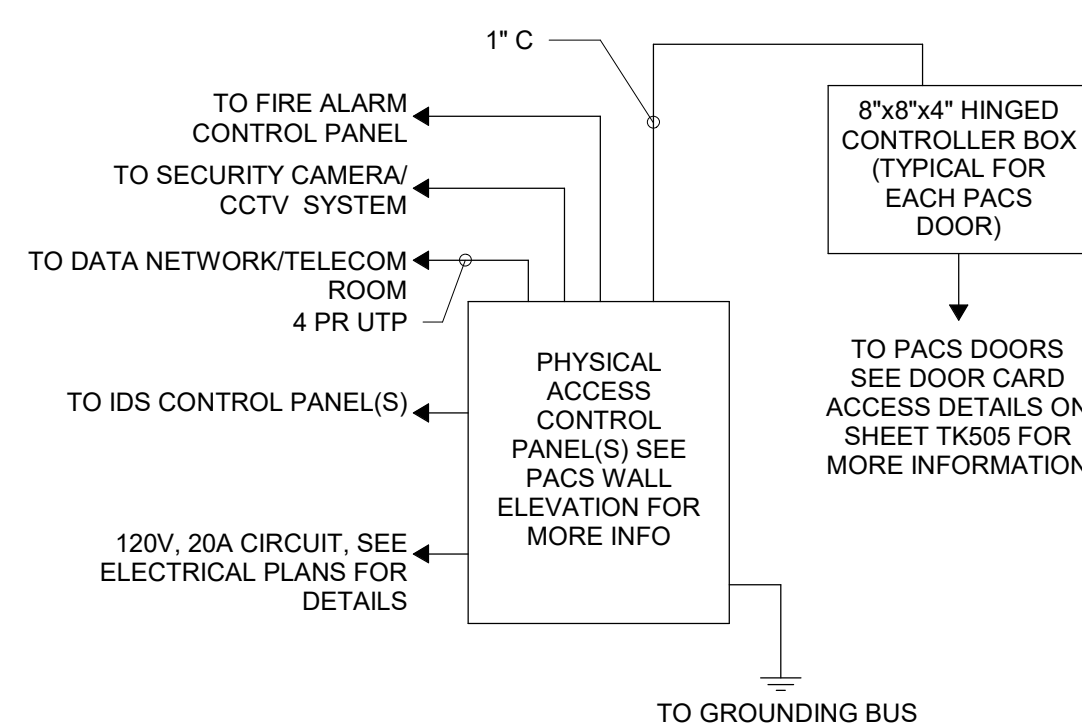 1" C
TO FIRE ALARM
CONTROL PANEL
TO SECURITY CAMERA/
CCTV SYSTEM
TO DATA NETWORK/TELECOM
ROOM
4 PR UTP
TO IDS CONTROL PANEL(S)
120V, 20A CIRCUIT, SEE
ELECTRICAL PLANS FOR
DETAILS
PHYSICAL
ACCESS
CONTROL
PANEL(S) SEE
PACS WALL
ELEVATION FOR
MORE INFO
8"x8"x4" HINGED
CONTROLLER BOX
(TYPICAL FOR
EACH PACS
DOOR)
TO PACS DOORS
SEE DOOR CARD
ACCESS DETAILS ON
SHEET TK505 FOR
MORE INFORMATION
TO GROUNDING BUS